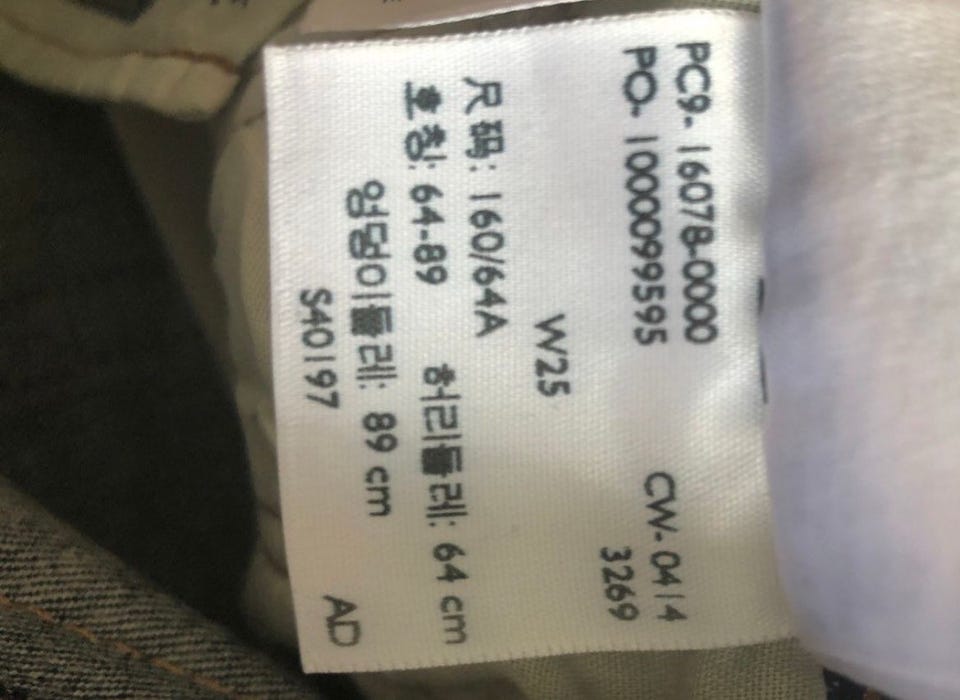 PC9- 16078-0000
PO- 1000099595 CW- 0414
3269
W25
尺码: 160/64A
호칭: 64-89 허리둘레: 64 cm
엉덩이둘레: 89 cm
S40197 AD